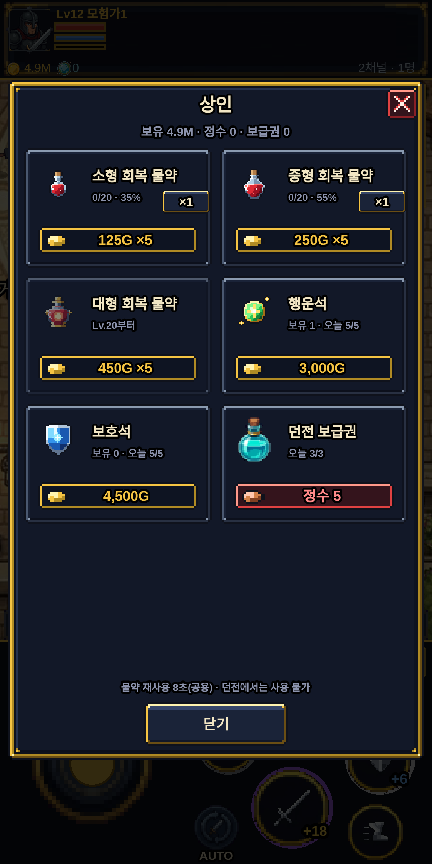 Lv12 모험가1
4.9M 0
2채널 · 1명
상인
보유 4.9M · 정수 0 · 보급권 0
소형 회복 물약
0/20 · 35%
×1
125G ×5
중형 회복 물약
0/20 · 55%
×1
250G ×5
대형 회복 물약
Lv.20부터
450G ×5
행운석
보유 1 · 오늘 5/5
3,000G
보호석
보유 0 · 오늘 5/5
4,500G
던전 보급권
오늘 3/3
정수 5
물약 재사용 8초(공용) · 던전에서는 사용 불가
닫기
+6
+18
AUTO